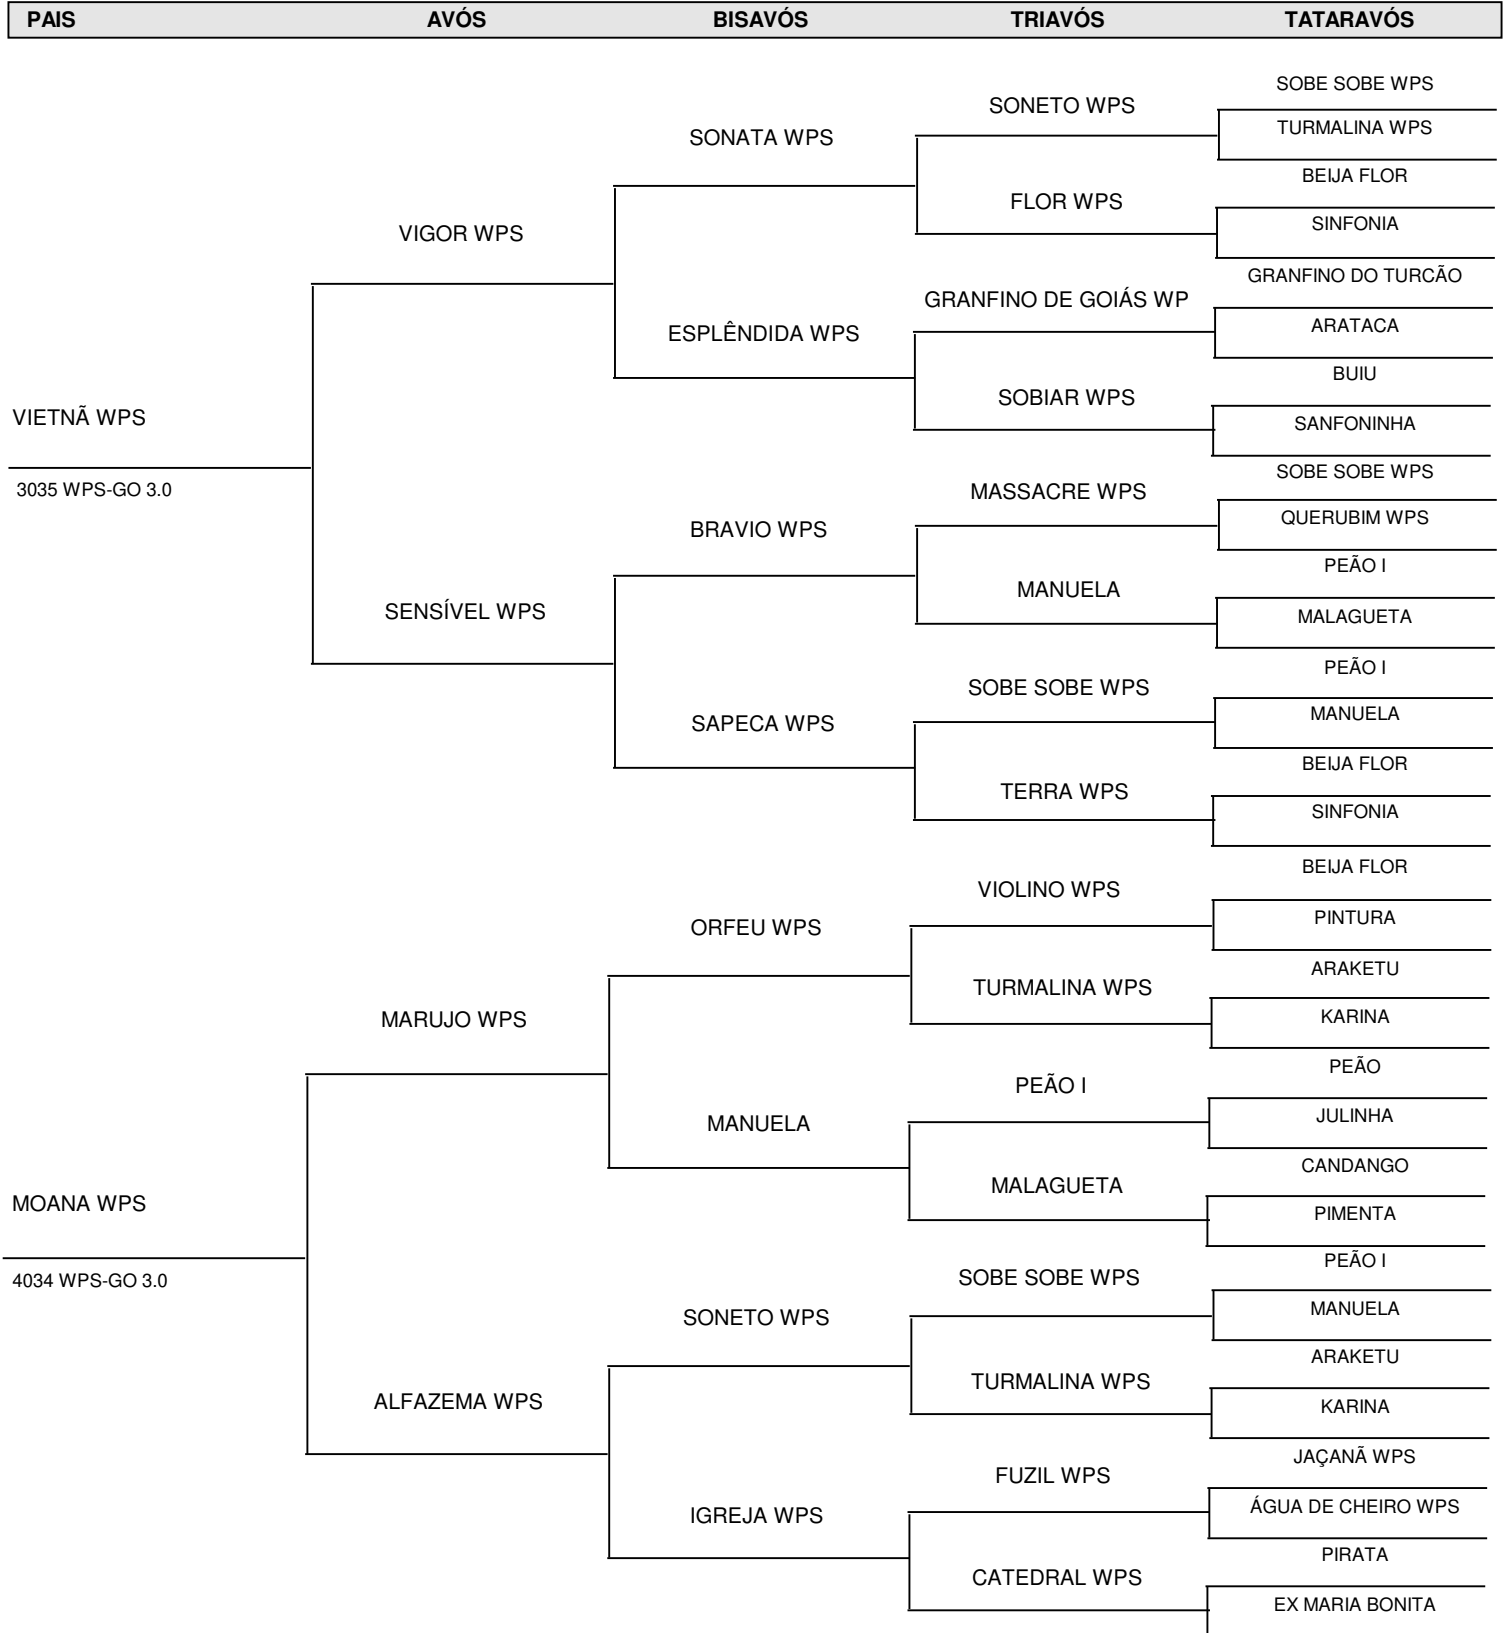 PAIS AVÓS BISAVÓS TRIAVÓS TATARAVÓS
SOBE SOBE WPS
SONETO WPS
TURMALINA WPS
SONATA WPS
BEIJA FLOR
FLOR WPS
SINFONIA
VIGOR WPS
GRANFINO DO TURCÃO
GRANFINO DE GOIÁS WP
ARATACA
ESPLÊNDIDA WPS
BUIU
SOBIAR WPS
VIETNÃ WPS
SANFONINHA
SOBE SOBE WPS
3035 WPS-GO 3.0
MASSACRE WPS
QUERUBIM WPS
BRAVIO WPS
PEÃO I
MANUELA
SENSÍVEL WPS
MALAGUETA
PEÃO I
SOBE SOBE WPS
MANUELA
SAPECA WPS
BEIJA FLOR
TERRA WPS
SINFONIA
BEIJA FLOR
VIOLINO WPS
PINTURA
ORFEU WPS
ARAKETU
TURMALINA WPS
MARUJO WPS
KARINA
PEÃO
PEÃO I
JULINHA
MANUELA
CANDANGO
MALAGUETA
MOANA WPS
PIMENTA
PEÃO I
4034 WPS-GO 3.0
SOBE SOBE WPS
MANUELA
SONETO WPS
ARAKETU
TURMALINA WPS
ALFAZEMA WPS
KARINA
JAÇANÃ WPS
FUZIL WPS
ÁGUA DE CHEIRO WPS
IGREJA WPS
PIRATA
CATEDRAL WPS
EX MARIA BONITA